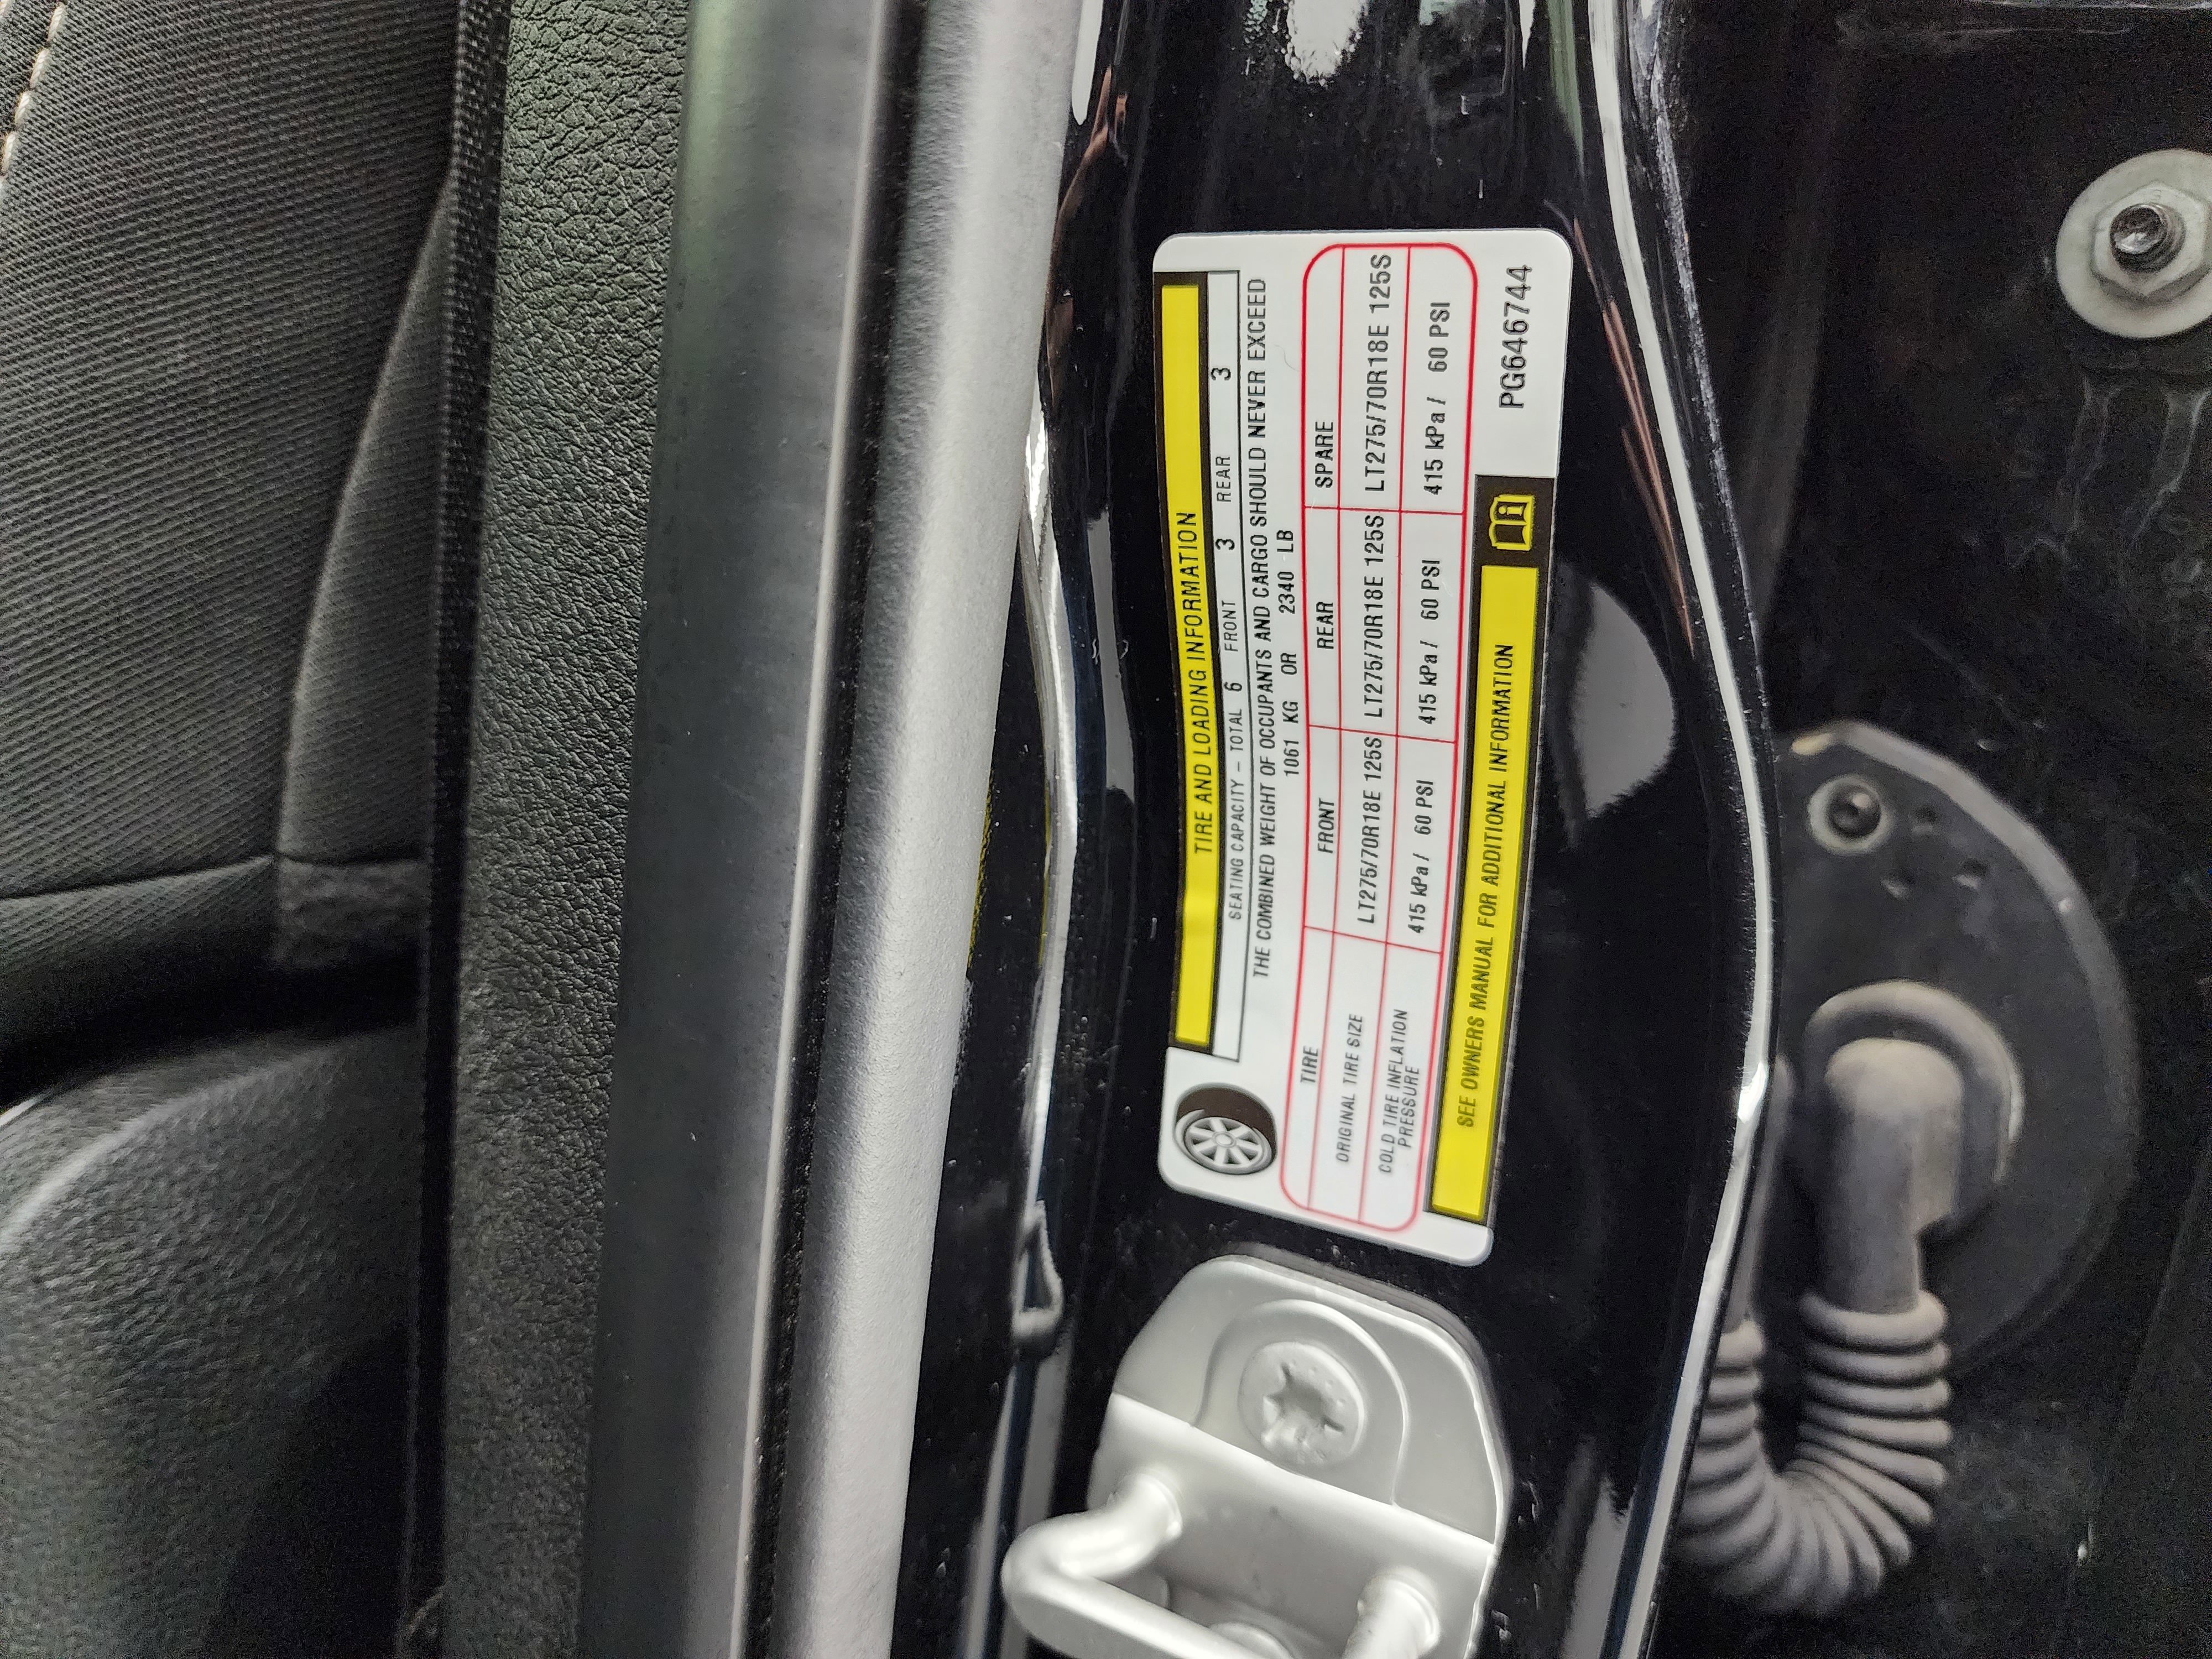 TIRE AND LOADING INFORMATION
SEATING CAPACITY - TOTAL 6 FRONT 3 REAR 3
THE COMBINED WEIGHT OF OCCUPANTS AND CARGO SHOULD NEVER EXCEED
1061 KG OR 2340 LB
TIRE FRONT REAR SPARE
ORIGINAL TIRE SIZE LT275/70R18E 125S LT275/70R18E 125S LT275/70R18E 125S
COLD TIRE INFLATION
PRESSURE 415 kPa / 60 PSI 415 kPa / 60 PSI 415 kPa / 60 PSI
SEE OWNERS MANUAL FOR ADDITIONAL INFORMATION
PG646744